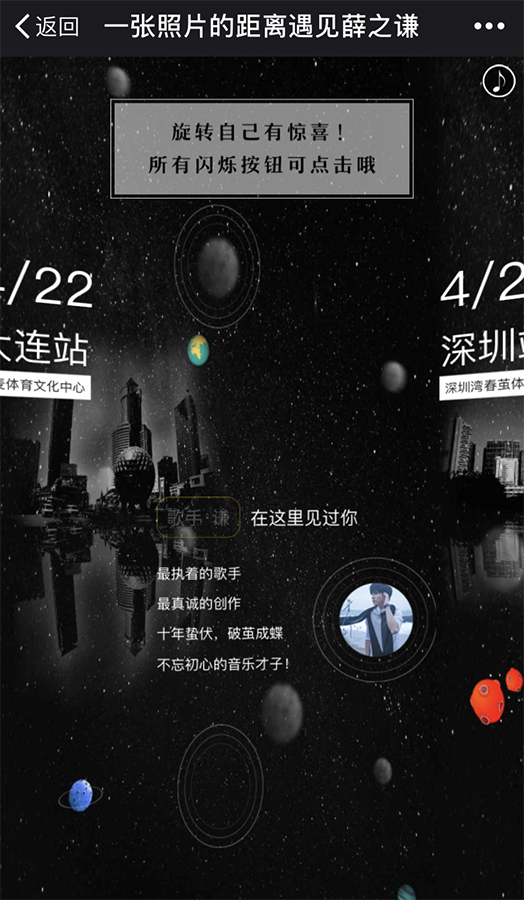 返回
一张照片的距离遇见薛之谦
旋转自己有惊喜!
所有闪烁按钮可点击哦
/22
大连站
体育文化中心
4/2
深圳站
深圳湾春茧体
歌手·谦
在这里见过你
最执着的歌手
最真诚的创作
十年蛰伏，破茧成蝶
不忘初心的音乐才子!